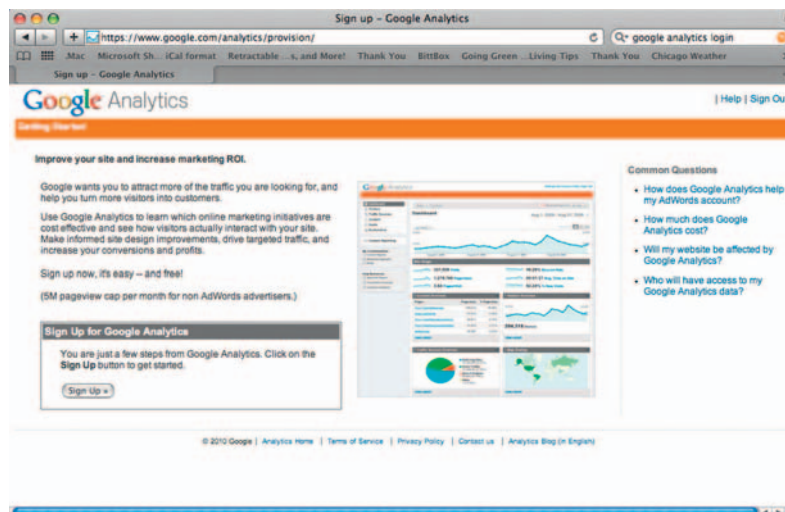 Sign up – Google Analytics
https://www.google.com/analytics/provision/
google analytics login
Mac Microsoft Sh... iCal format Retractable ...s, and More! Thank You BittBox Going Green ...Living Tips Thank You Chicago Weather
Sign up – Google Analytics
Google Analytics
| Help | Sign Ou
Getting Started
Improve your site and increase marketing ROI.
Google wants you to attract more of the traffic you are looking for, and
help you turn more visitors into customers.
Use Google Analytics to learn which online marketing initiatives are
cost effective and see how visitors actually interact with your site.
Make informed site design improvements, drive targeted traffic, and
increase your conversions and profits.
Sign up now, it's easy – and free!
(5M pageview cap per month for non AdWords advertisers.)
Sign Up for Google Analytics
You are just a few steps from Google Analytics. Click on the
Sign Up button to get started.
Sign Up »
Google Analytics
Dashboard
Common Questions
• How does Google Analytics help
my AdWords account?
• How much does Google
Analytics cost?
• Will my website be affected by
Google Analytics?
• Who will have access to my
Google Analytics data?
© 2010 Google | Analytics Home | Terms of Service | Privacy Policy | Contact us | Analytics Blog (in English)